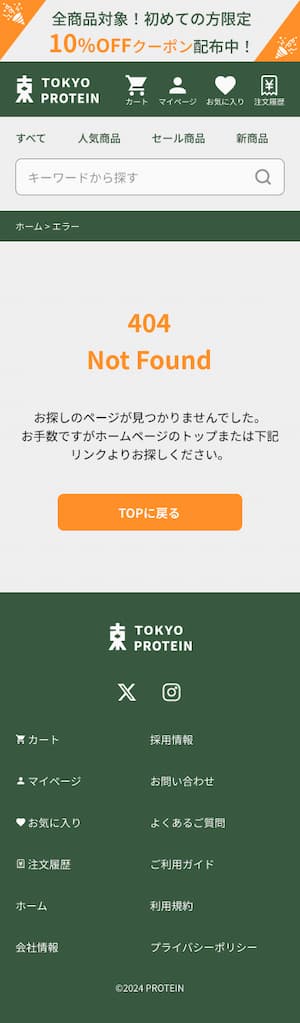 全商品対象！初めての方限定
10%OFFクーポン配布中！
東 TOKYO
PROTEIN
カート マイページ お気に入り 注文履歴
すべて 人気商品 セール商品 新商品
キーワードから探す
ホーム > エラー
404
Not Found
お探しのページが見つかりませんでした。
お手数ですがホームページのトップまたは下記
リンクよりお探しください。
TOPに戻る
東 TOKYO
PROTEIN
カート 採用情報
マイページ お問い合わせ
お気に入り よくあるご質問
注文履歴 ご利用ガイド
ホーム 利用規約
会社情報 プライバシーポリシー
©2024 PROTEIN